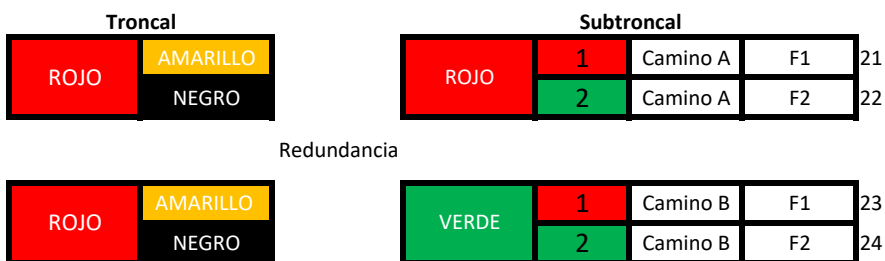 Troncal Subtroncal
ROJO AMARILLO ROJO 1 Camino A F1 21
NEGRO 2 Camino A F2 22
Redundancia
ROJO AMARILLO VERDE 1 Camino B F1 23
NEGRO 2 Camino B F2 24